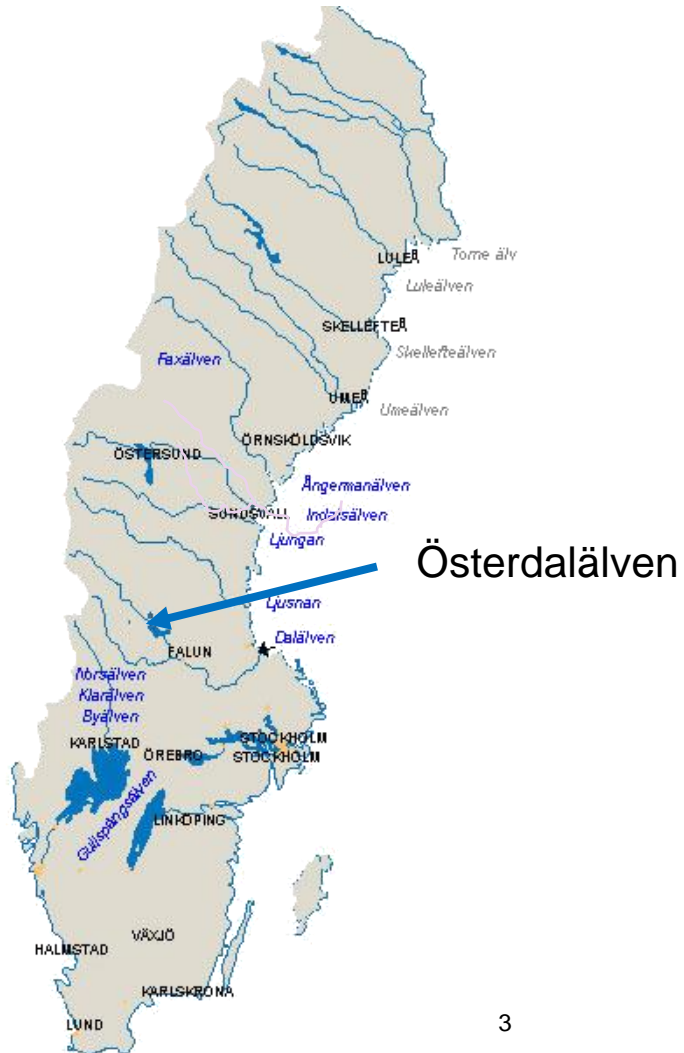 LULEÅ
Torne älv
Luleälven
SKELLEFTEÅ
Skellefteälven
Faxälven
UMEÅ
Umeälven
ÖRNSKÖLDSVIK
ÖSTERSUND
Ångermanälven
SUNDSVALL
Indalsälven
Ljungan
Österdalälven
Ljusnan
Dalälven
FALUN
Norsälven
Klarälven
Byälven
KARLSTAD
STOCKHOLM
ÖREBRO
STOCKHOLM
Gullspångsälven
LINKÖPING
VÄXJÖ
HALMSTAD
KARLSKRONA
LUND
3